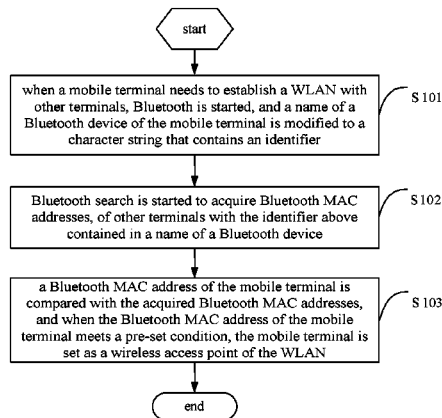 start
when a mobile terminal needs to establish a WLAN with
other terminals, Bluetooth is started, and a name of a
Bluetooth device of the mobile terminal is modified to a
character string that contains an identifier
S 101
Bluetooth search is started to acquire Bluetooth MAC
addresses, of other terminals with the identifier above
contained in a name of a Bluetooth device
S 102
a Bluetooth MAC address of the mobile terminal is
compared with the acquired Bluetooth MAC addresses,
and when the Bluetooth MAC address of the mobile
terminal meets a pre-set condition, the mobile terminal is
set as a wireless access point of the WLAN
S 103
end